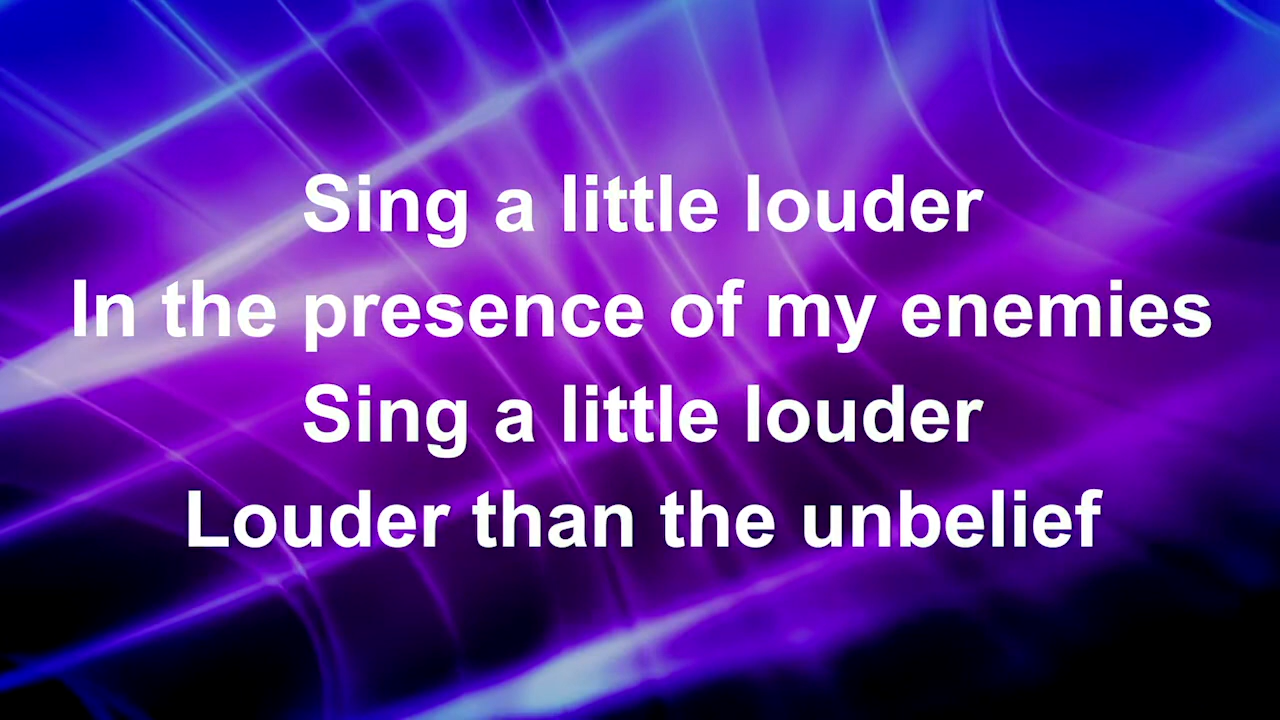 Sing a little louder
In the presence of my enemies
Sing a little louder
Louder than the unbelief